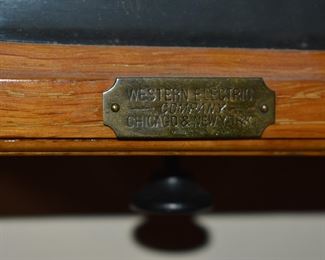 WESTERN ELECTRIC
COMPANY
CHICAGO & NEW YORK